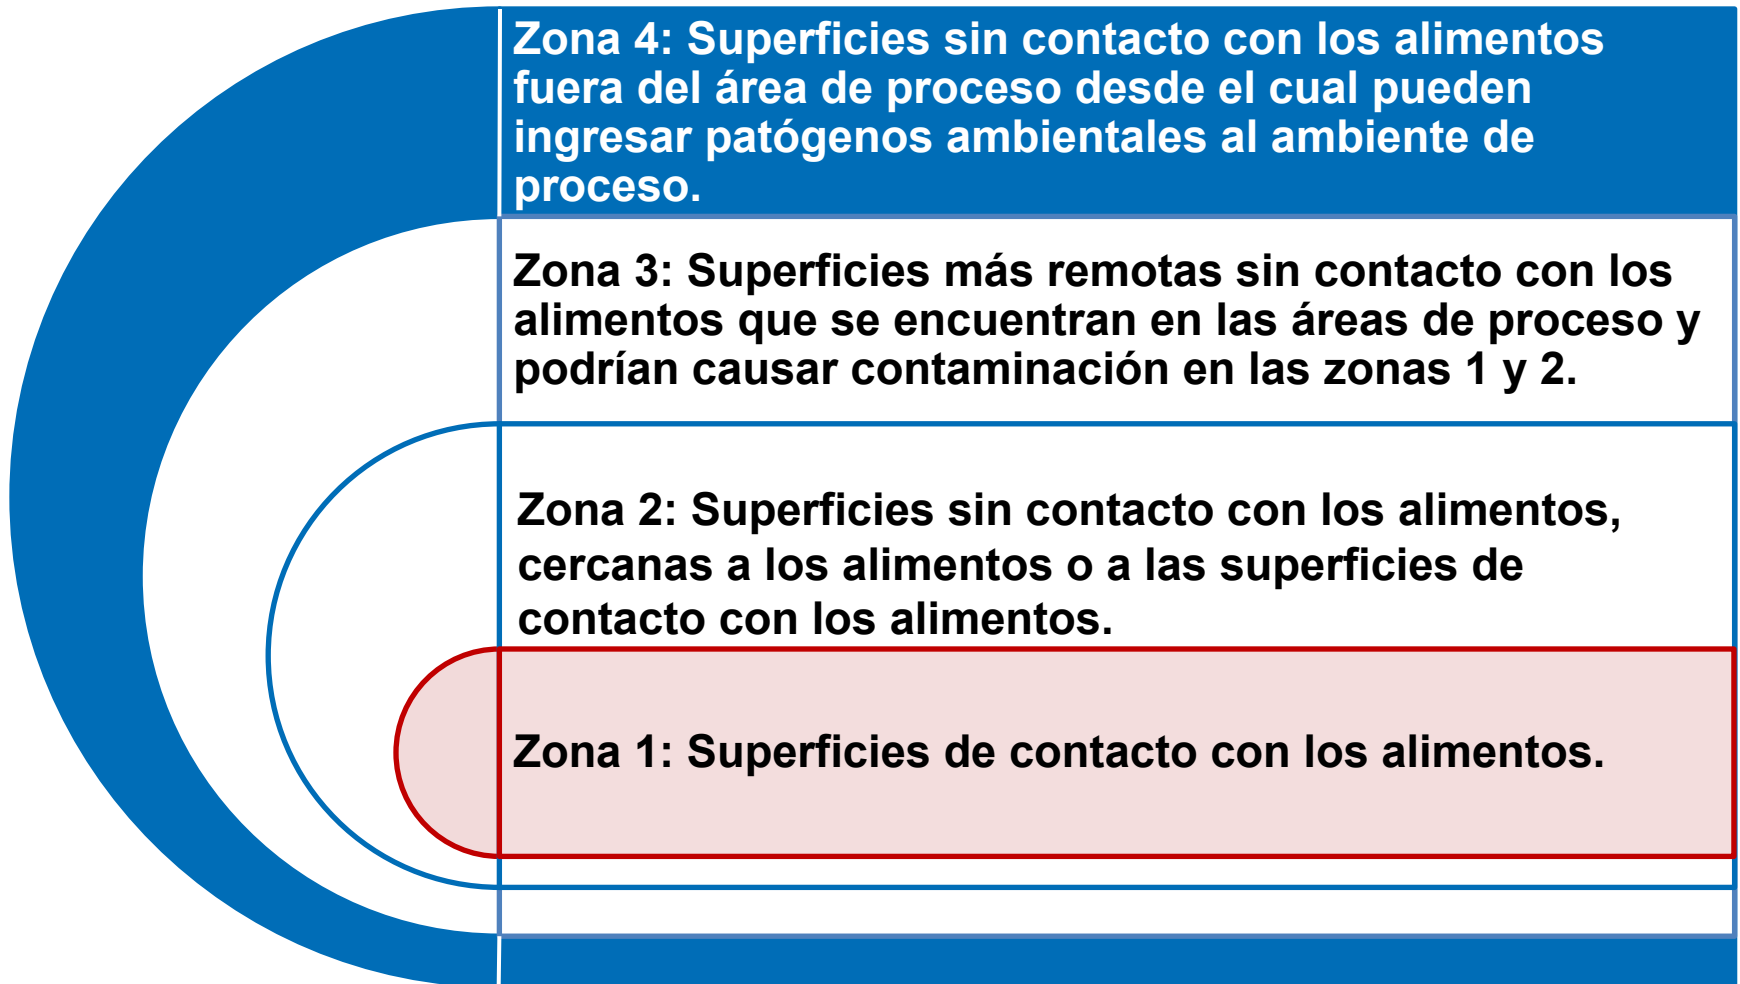 Zona 4: Superficies sin contacto con los alimentos
fuera del área de proceso desde el cual pueden
ingresar patógenos ambientales al ambiente de
proceso.
Zona 3: Superficies más remotas sin contacto con los
alimentos que se encuentran en las áreas de proceso y
podrían causar contaminación en las zonas 1 y 2.
Zona 2: Superficies sin contacto con los alimentos,
cercanas a los alimentos o a las superficies de
contacto con los alimentos.
Zona 1: Superficies de contacto con los alimentos.